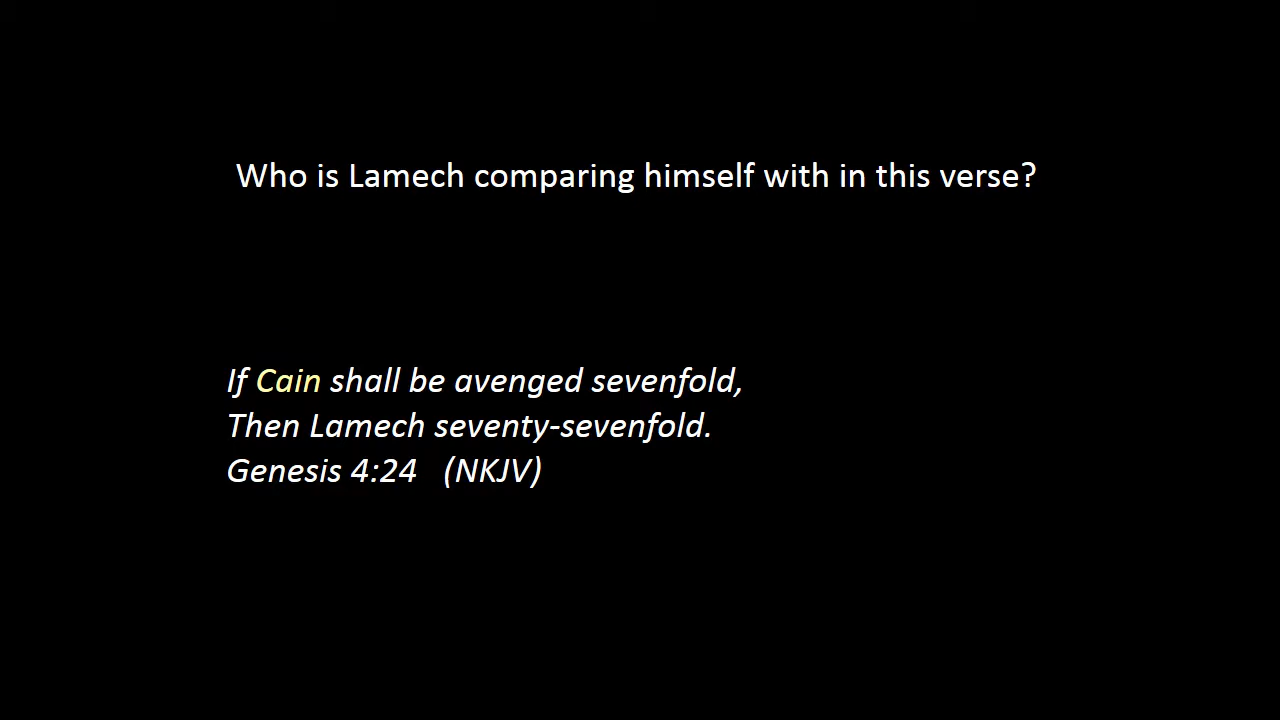 Who is Lamech comparing himself with in this verse?
If Cain shall be avenged sevenfold,
Then Lamech seventy-sevenfold.
Genesis 4:24 (NKJV)